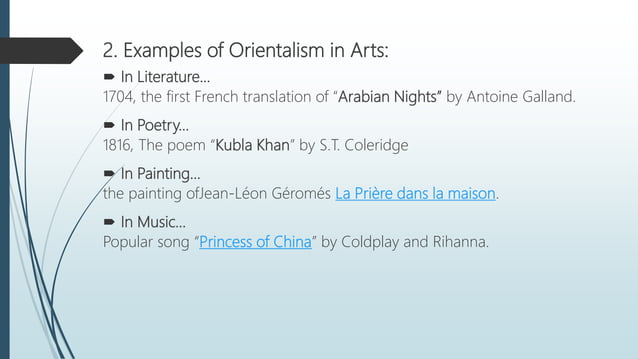 2. Examples of Orientalism in Arts:
In Literature...
1704, the first French translation of “Arabian Nights” by Antoine Galland.
In Poetry...
1816, The poem “Kubla Khan” by S.T. Coleridge
In Painting...
the painting ofJean-Léon Géromés La Prière dans la maison.
In Music...
Popular song “Princess of China” by Coldplay and Rihanna.